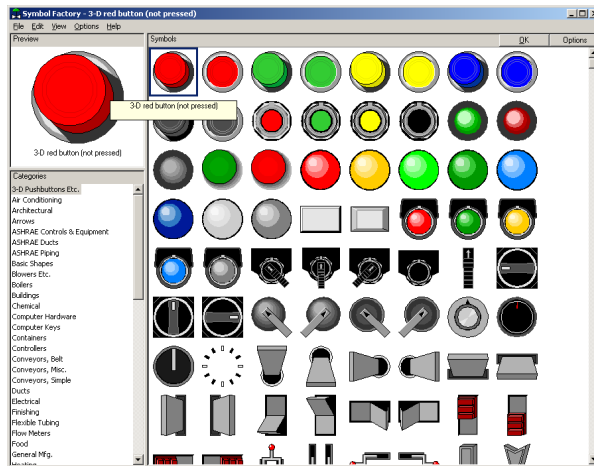 Symbol Factory - 3-D red button (not pressed)
File Edit View Options Help
Preview
Symbols
OK
Options
3-D red button (not pressed)
3-D red button (not pressed)
Categories
3-D Pushbuttons Etc.
Air Conditioning
Architectural
Arrows
ASHRAE Controls & Equipment
ASHRAE Ducts
ASHRAE Piping
Basic Shapes
Blowers Etc.
Boilers
Buildings
Chemical
Computer Hardware
Computer Keys
Containers
Controllers
Conveyors, Belt
Conveyors, Misc.
Conveyors, Simple
Ducts
Electrical
Finishing
Flexible Tubing
Flow Meters
Food
General Mfg.
Heating